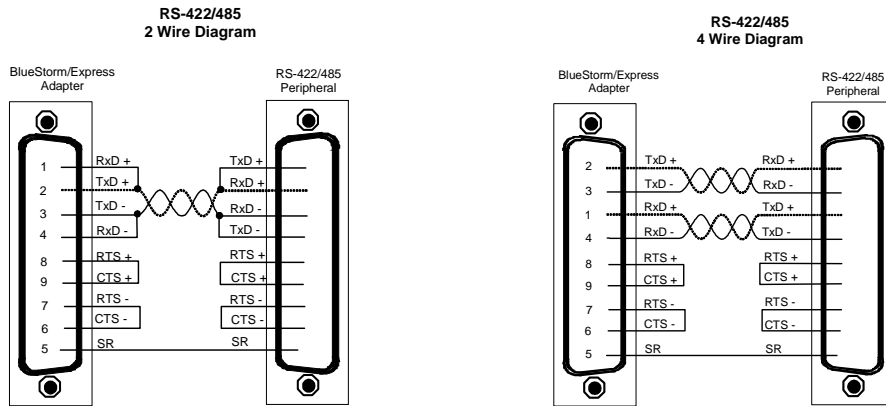 RS-422/485
2 Wire Diagram
BlueStorm/Express
Adapter
RS-422/485
Peripheral
1 RxD + TxD +
2 TxD + RxD +
3 TxD - RxD -
4 RxD - TxD -
8 RTS + RTS +
9 CTS + CTS +
7 RTS - RTS -
6 CTS - CTS -
5 SR SR
RS-422/485
4 Wire Diagram
BlueStorm/Express
Adapter
RS-422/485
Peripheral
2 TxD + RxD +
3 TxD - RxD -
1 RxD + TxD +
4 RxD - TxD -
8 RTS + RTS +
9 CTS + CTS +
7 RTS - RTS -
6 CTS - CTS -
5 SR SR